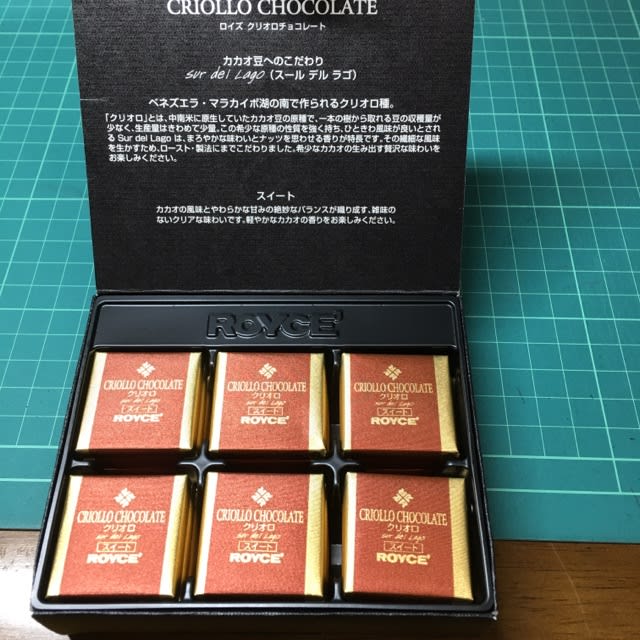 CRIOLLO CHOCOLATE
ロイズ クリオロチョコレート
カカオ豆へのこだわり
sur del Lago (スール デル ラゴ)
ベネズエラ・マラカイボ湖の南で作られるクリオロ種。
「クリオロ」とは、中南米に原生していたカカオ豆の原種で、一本の樹から取れる豆の収穫量が
少なく、生産量はきわめて少量。この希少な原種の性質を強く持ち、ひときわ風味が良いとされ
る Sur del Lago は、まろやかな味わいとナッツを思わせる香りが特長です。その繊細な風味
を生かすため、ロースト・製法にまでこだわりました。希少なカカオの生み出す贅沢な味わいを
お楽しみください。
スイート
カカオの風味とやわらかな甘みの絶妙なバランスが織り成す、雑味の
ないクリアな味わいです。軽やかなカカオの香りをお楽しみください。
ROYCE'
CRIOLLO CHOCOLATE
クリオロ
sur del Lago
スイート
ROYCE'
CRIOLLO CHOCOLATE
クリオロ
sur del Lago
スイート
ROYCE'
CRIOLLO CHOCOLATE
クリオロ
sur del Lago
スイート
ROYCE'
CRIOLLO CHOCOLATE
クリオロ
sur del Lago
スイート
ROYCE'
CRIOLLO CHOCOLATE
クリオロ
sur del Lago
スイート
ROYCE'
CRIOLLO CHOCOLATE
クリオロ
sur del Lago
スイート
ROYCE'